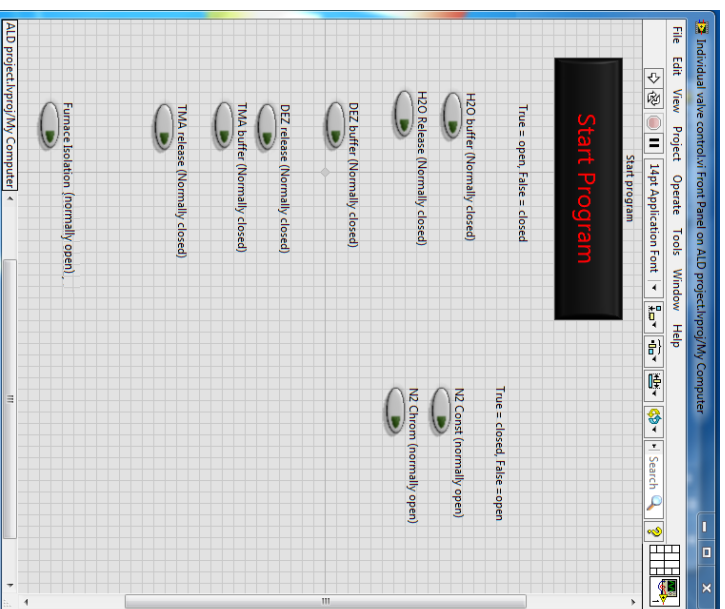 Individual valve control.vi Front Panel on ALD project.lvproj/My Computer
File Edit View Project Operate Tools Window Help
14pt Application Font
Search
Start program
Start Program
True = open, False = closed
True = closed, False =open
H2O buffer (Normally closed)
N2 Const (normally open)
H2O Release (Normally closed)
N2 Chrom (normally open)
DEZ buffer (Normally closed)
DEZ release (Normally closed)
TMA buffer (Normally closed)
TMA release (Normally closed)
Furnace Isolation (normally open)
ALD project.lvproj/My Computer